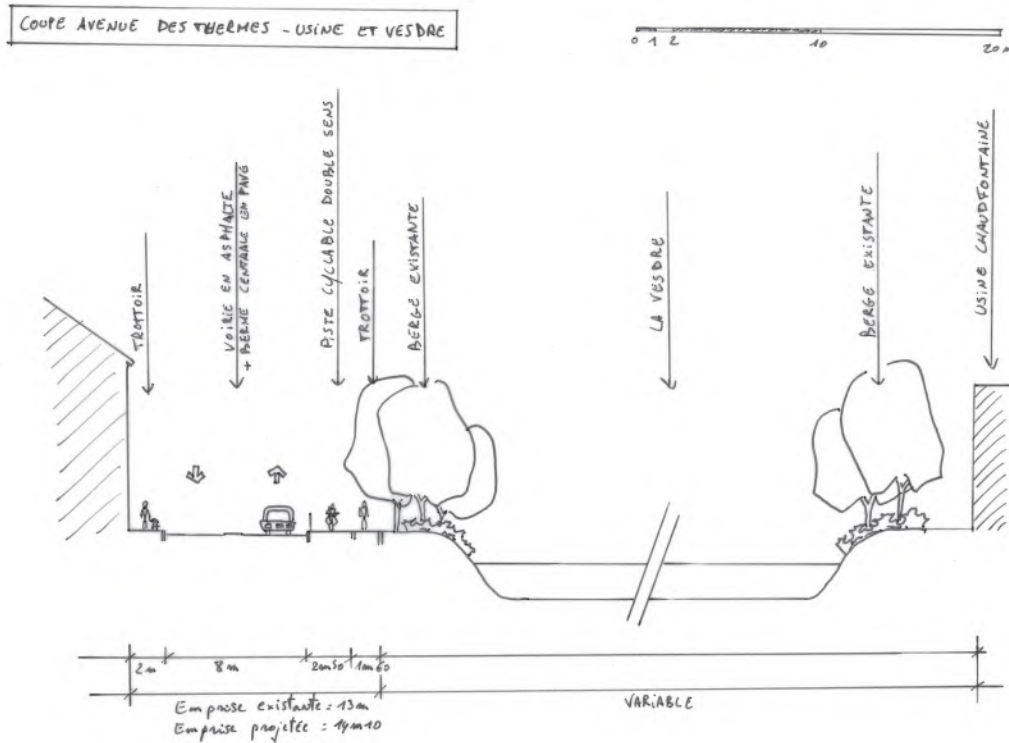 COUPE AVENUE DES THERMES - USINE ET VESDRE
0 1 2 10 20 m
TROTTOIR
VOIRIE EN ASPHALTE
+ BERME CENTRALE EN PAVÉ
PISTE CYCLABLE DOUBLE SENS
TROTTOIR
BERGE EXISTANTE
LA VESDRE
BERGE EXISTANTE
USINE CHAUDFONTAINE
2m 8m 2m50 1m60
Emprise existante = 13m
Emprise projetée = 14m10
VARIABLE